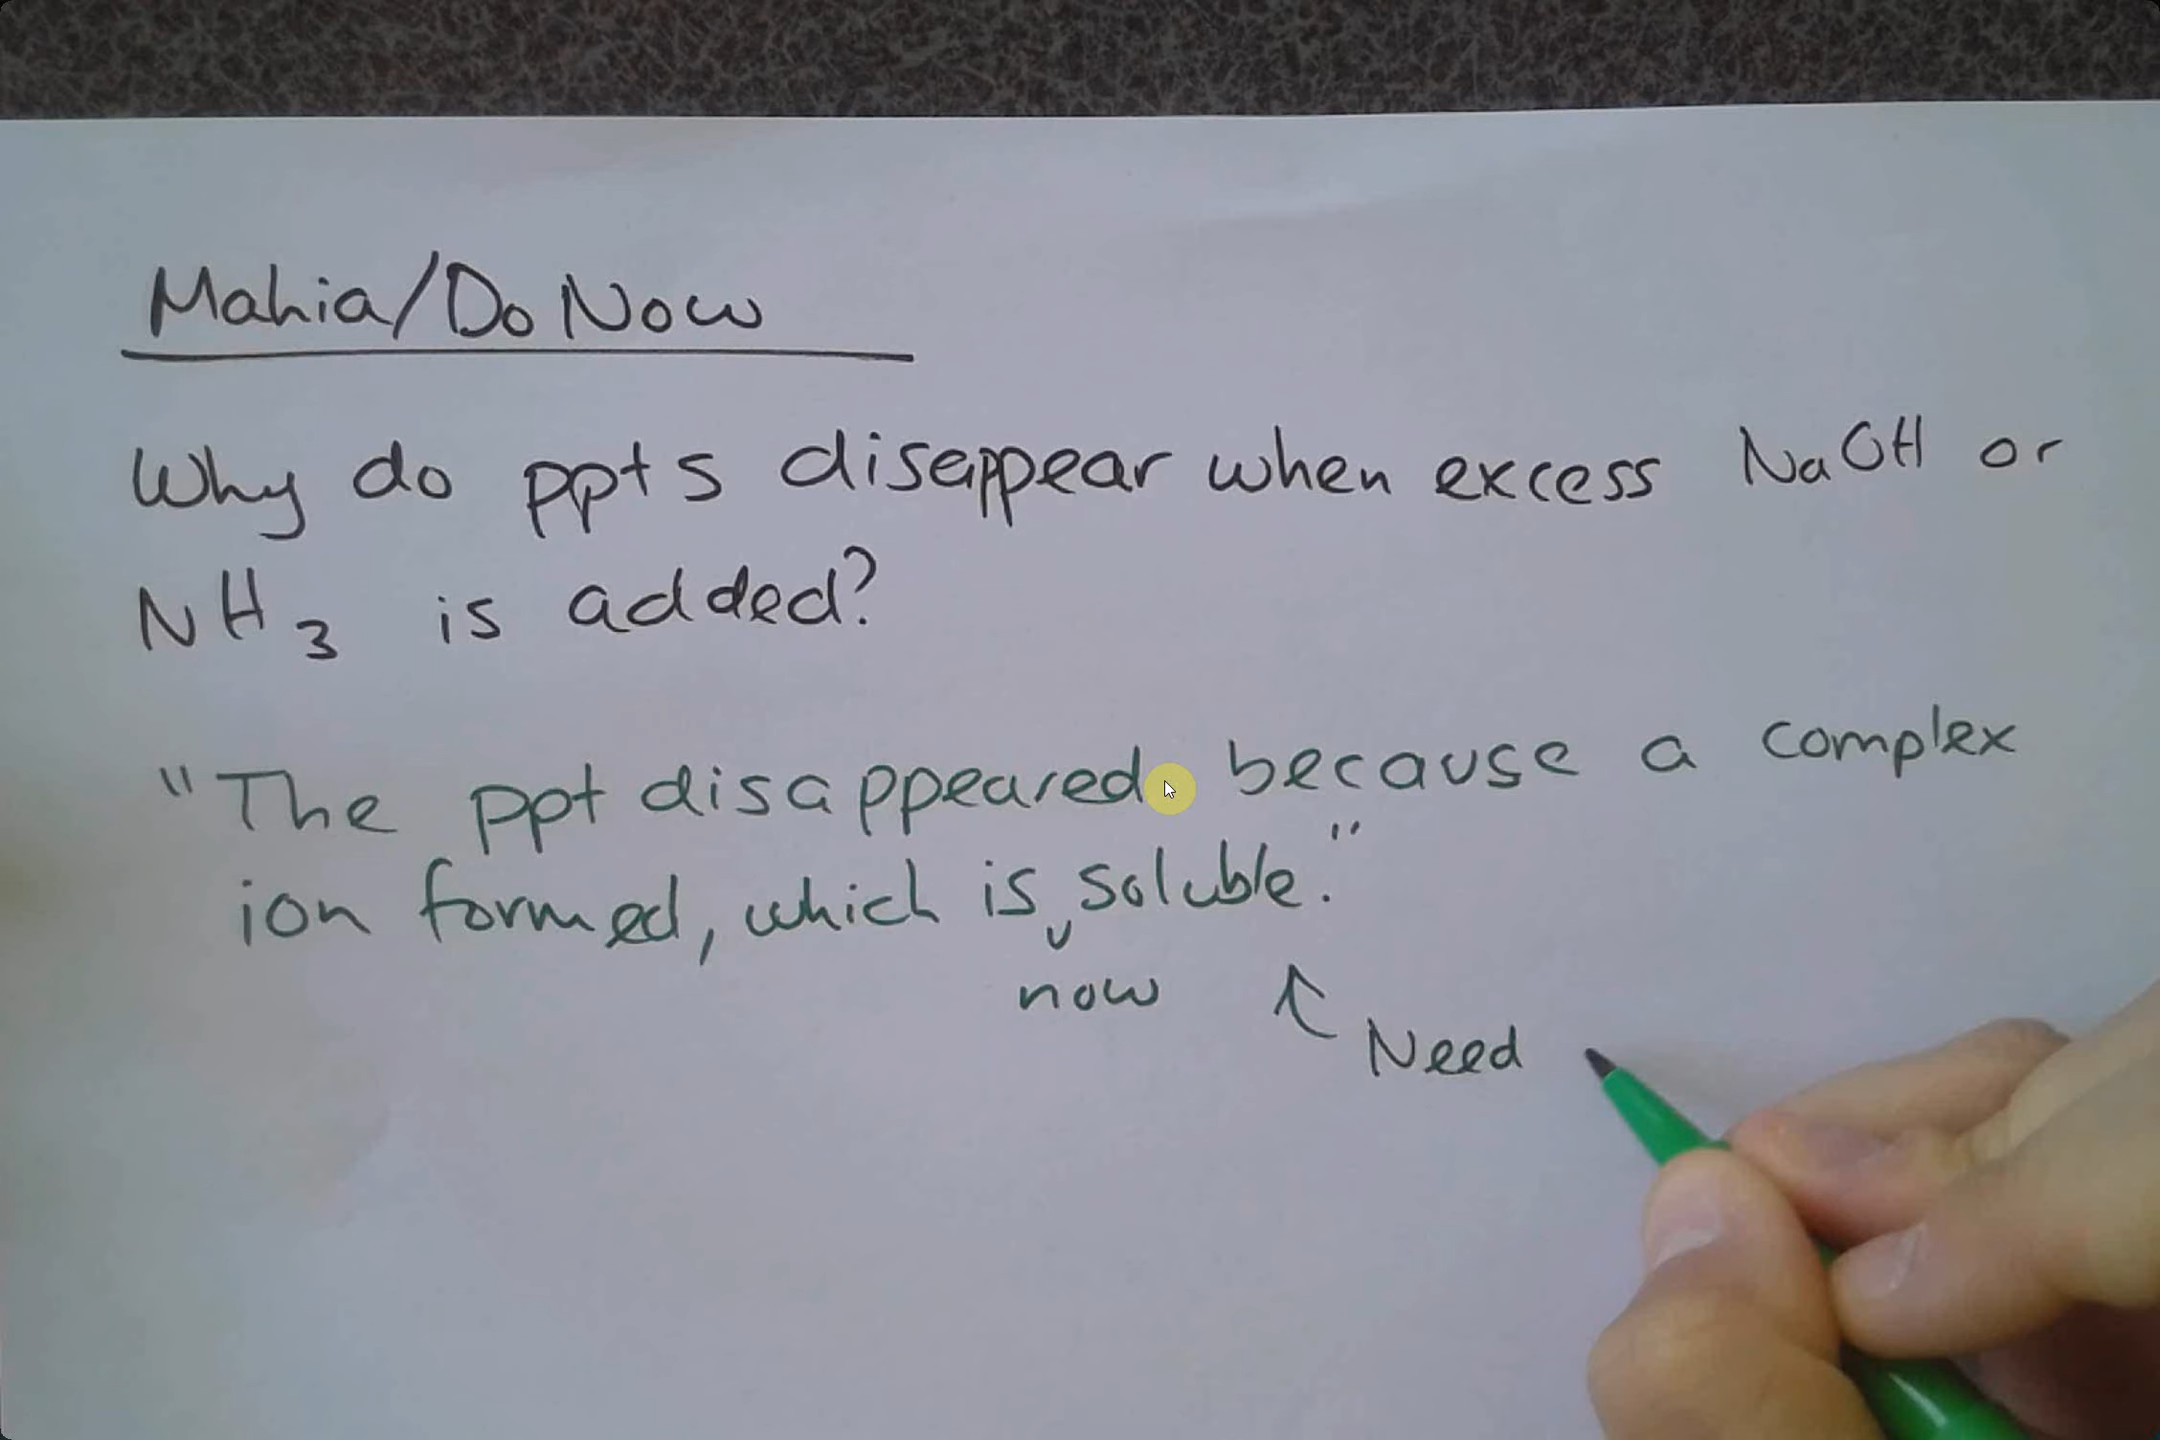 Mahia/Do Now
Why do ppts disappear when excess NaOH or
NH3 is added?
"The ppt disappeared because a complex
ion formed, which is soluble."
now
Need